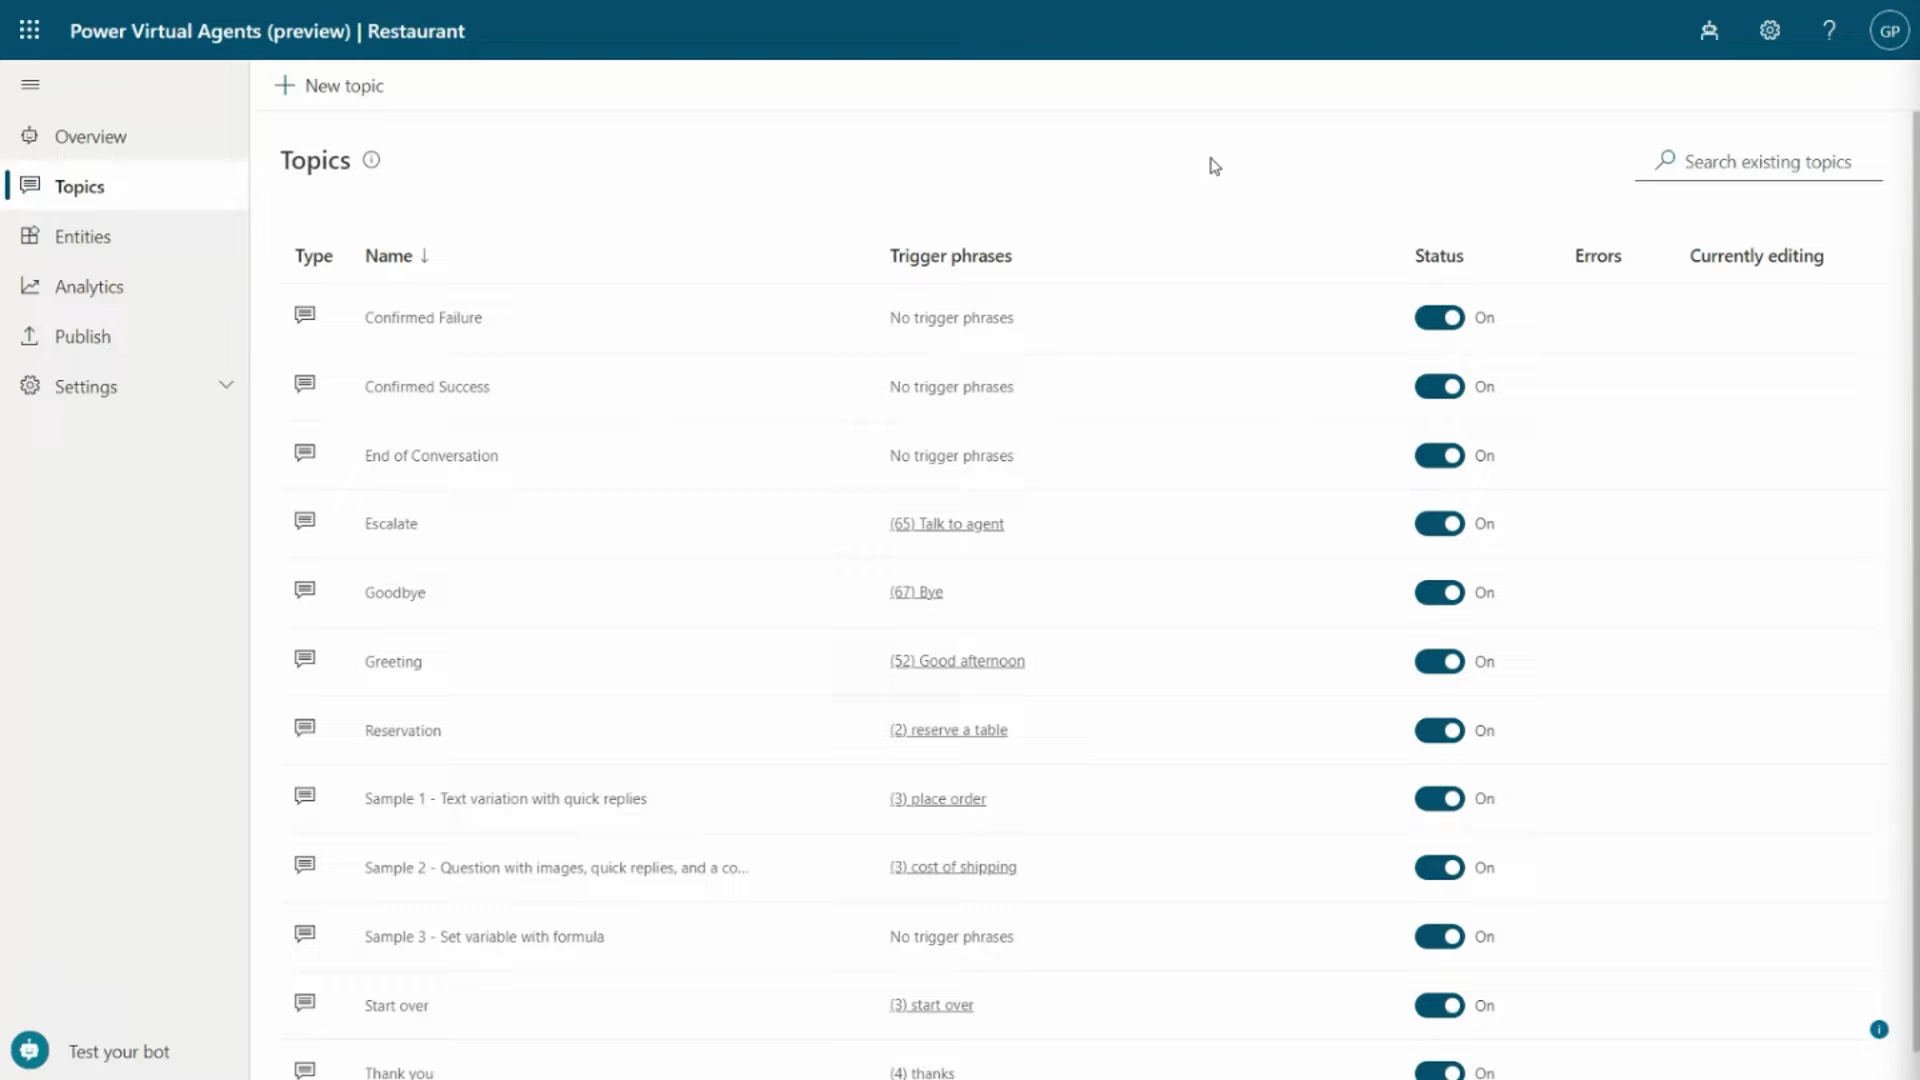 Power Virtual Agents (preview) | Restaurant
GP
New topic
Overview
Topics
Entities
Analytics
Publish
Settings
Test your bot
Topics
Search existing topics
Type Name ↓ Trigger phrases Status Errors Currently editing
Confirmed Failure No trigger phrases On
Confirmed Success No trigger phrases On
End of Conversation No trigger phrases On
Escalate (65) Talk to agent On
Goodbye (67) Bye On
Greeting (52) Good afternoon On
Reservation (2) reserve a table On
Sample 1 - Text variation with quick replies (3) place order On
Sample 2 - Question with images, quick replies, and a co... (3) cost of shipping On
Sample 3 - Set variable with formula No trigger phrases On
Start over (3) start over On
Thank you (4) thanks On